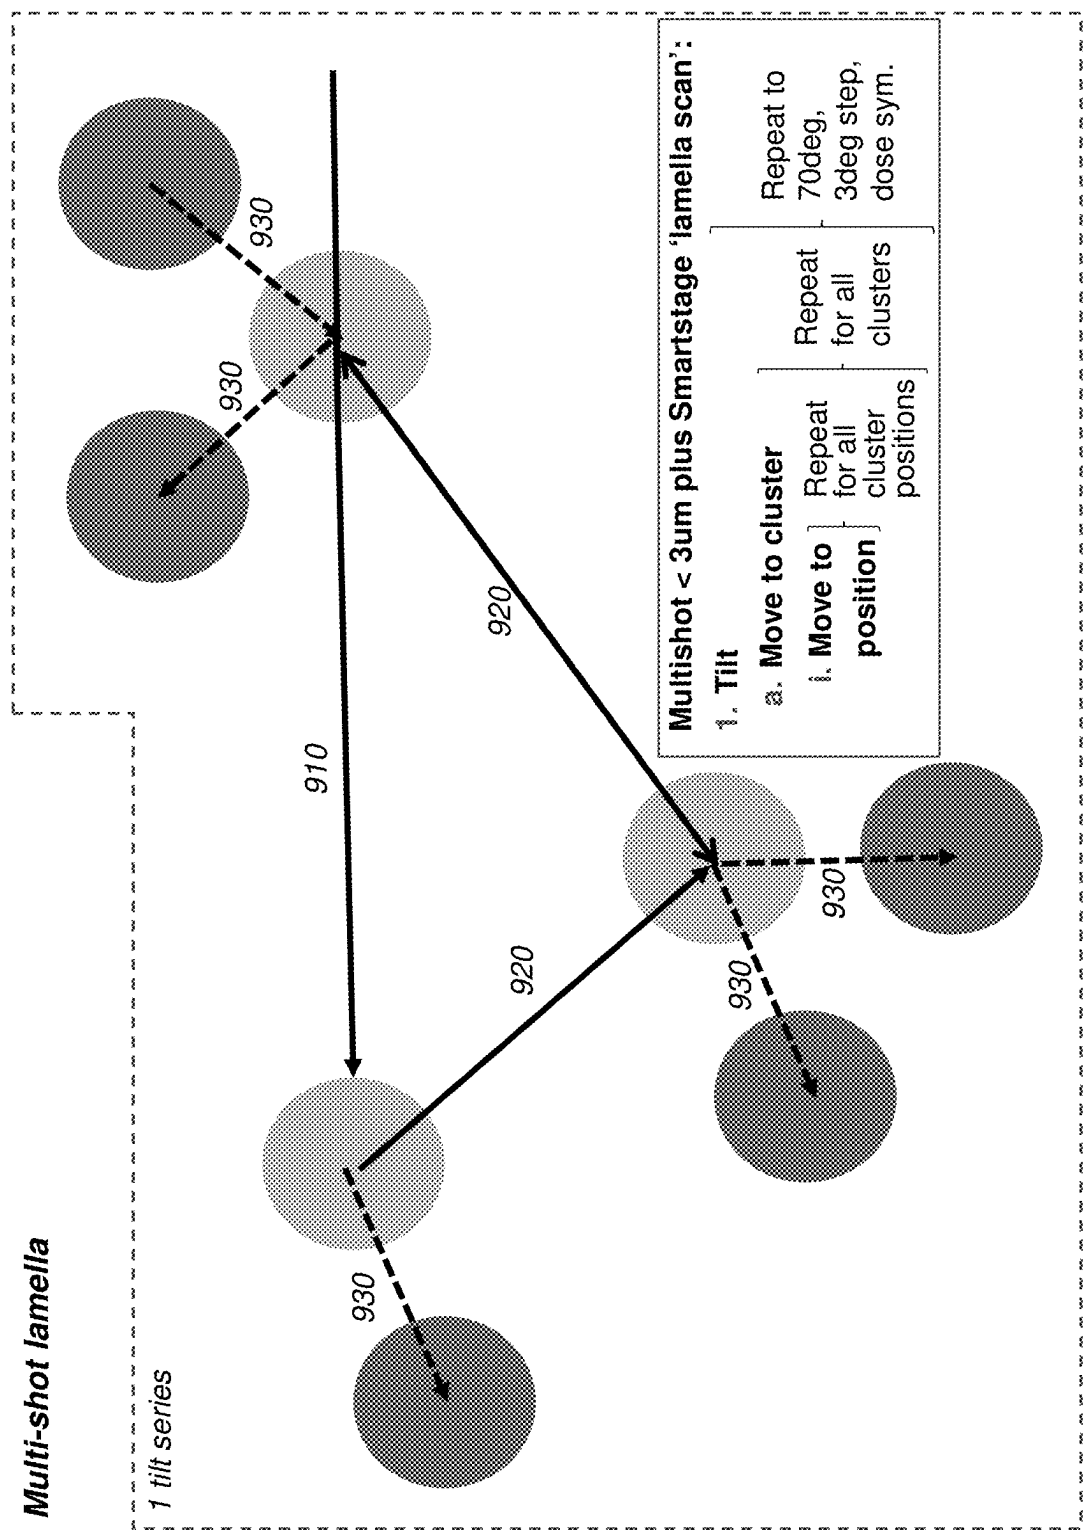 Multi-shot lamella
1 tilt series
930
910
920
930
930
920
930
930
930
Multishot < 3um plus Smartstage ‘lamella scan’:
1. Tilt
a. Move to cluster
i. Move to
position
Repeat
for all
cluster
positions
Repeat
for all
clusters
Repeat to
70deg,
3deg step,
dose sym.